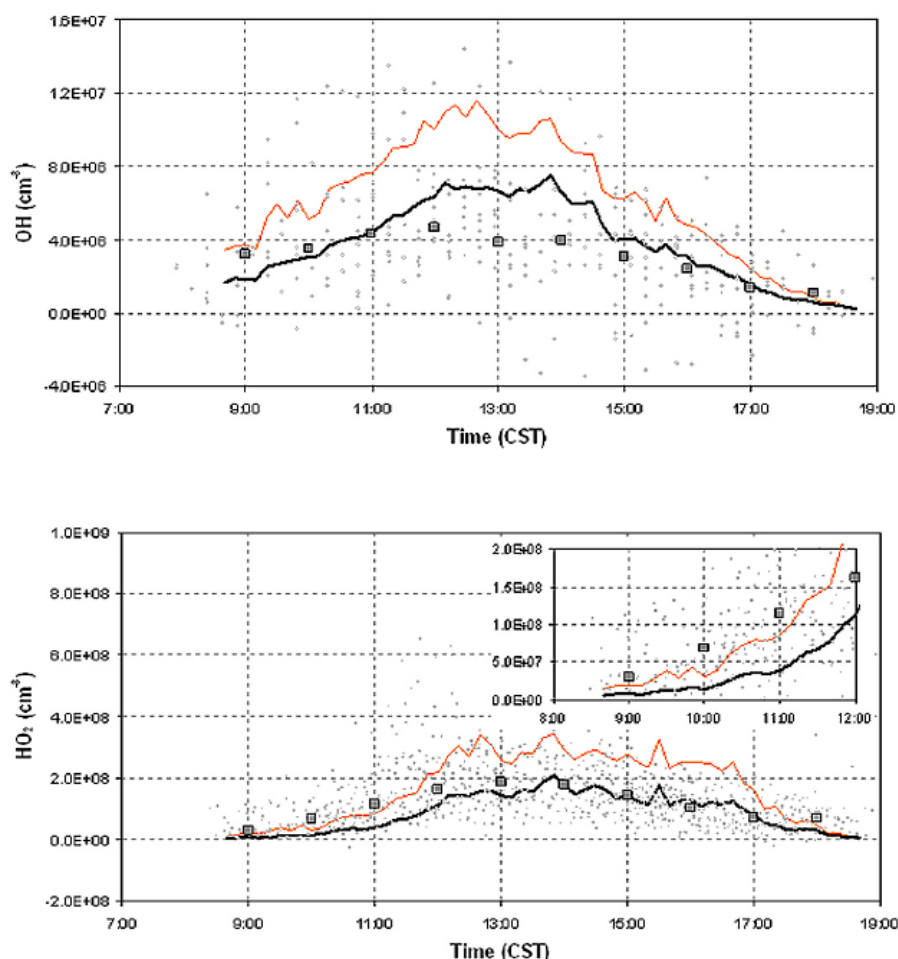 1.6E+07
1.2E+07
8.0E+06
4.0E+06
0.0E+00
-4.0E+06
OH (cm-3)
7:00 9:00 11:00 13:00 15:00 17:00 19:00
Time (CST)
1.0E+09
8.0E+08
6.0E+08
4.0E+08
2.0E+08
0.0E+00
-2.0E+08
HO₂ (cm-3)
2.0E+08
1.5E+08
1.0E+08
5.0E+07
0.0E+00
8:00 9:00 10:00 11:00 12:00
7:00 9:00 11:00 13:00 15:00 17:00 19:00
Time (CST)